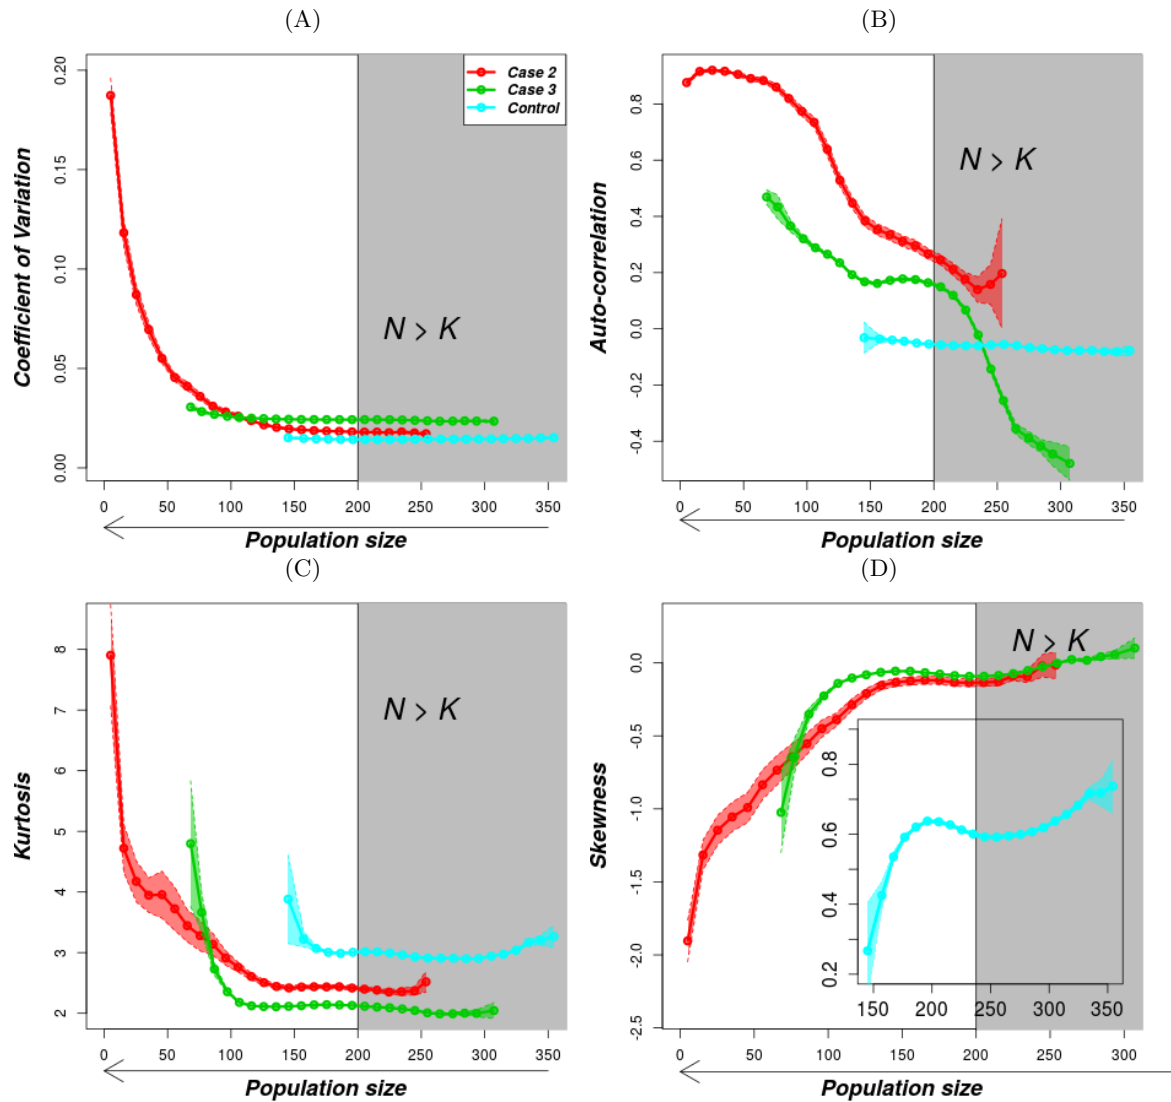 (A)
(B)
Coefficient of Variation
0.00 0.05 0.10 0.15 0.20
Case 2
Case 3
Control
N > K
0 50 100 150 200 250 300 350
Population size
Auto-correlation
-0.4 -0.2 0.0 0.2 0.4 0.6 0.8
N > K
0 50 100 150 200 250 300 350
Population size
(C)
(D)
Kurtosis
2 3 4 5 6 7 8
N > K
0 50 100 150 200 250 300 350
Population size
Skewness
-2.5 -2.0 -1.5 -1.0 -0.5 0.0
N > K
0.2 0.4 0.6 0.8
150 200 250 300 350
0 50 100 150 200 250 300
Population size